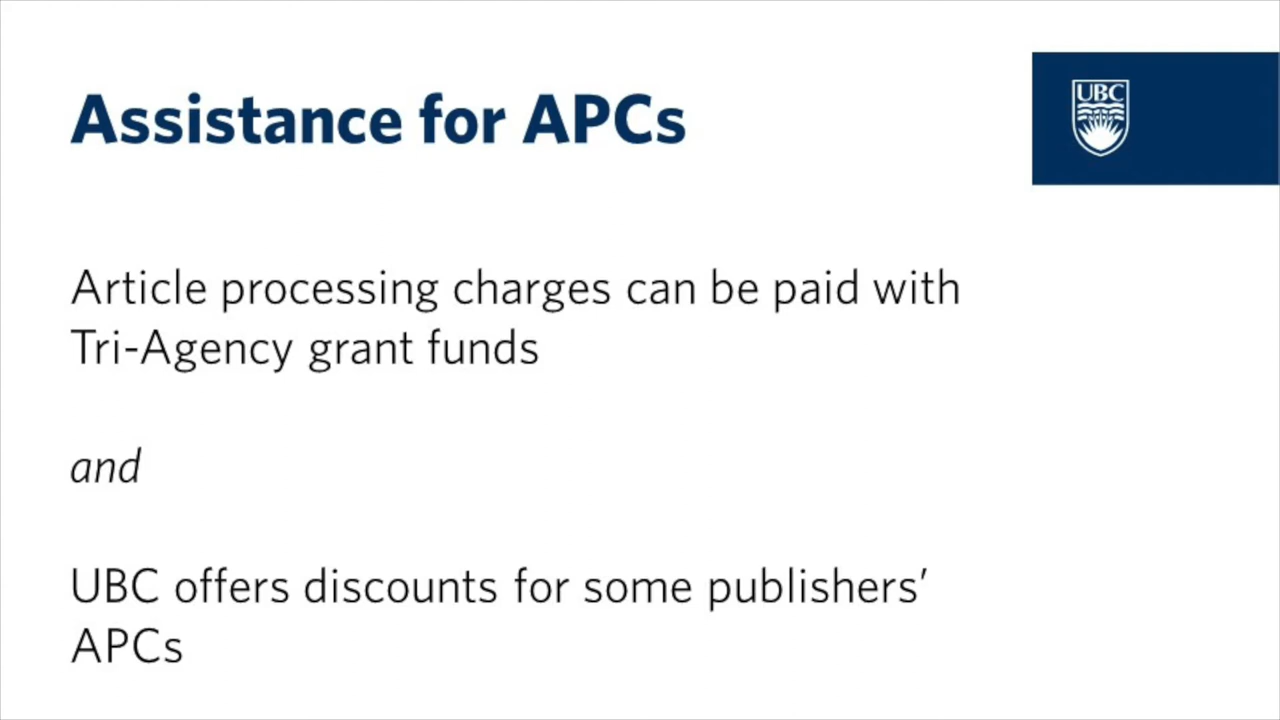 Assistance for APCs
UBC
Article processing charges can be paid with
Tri-Agency grant funds
and
UBC offers discounts for some publishers’
APCs